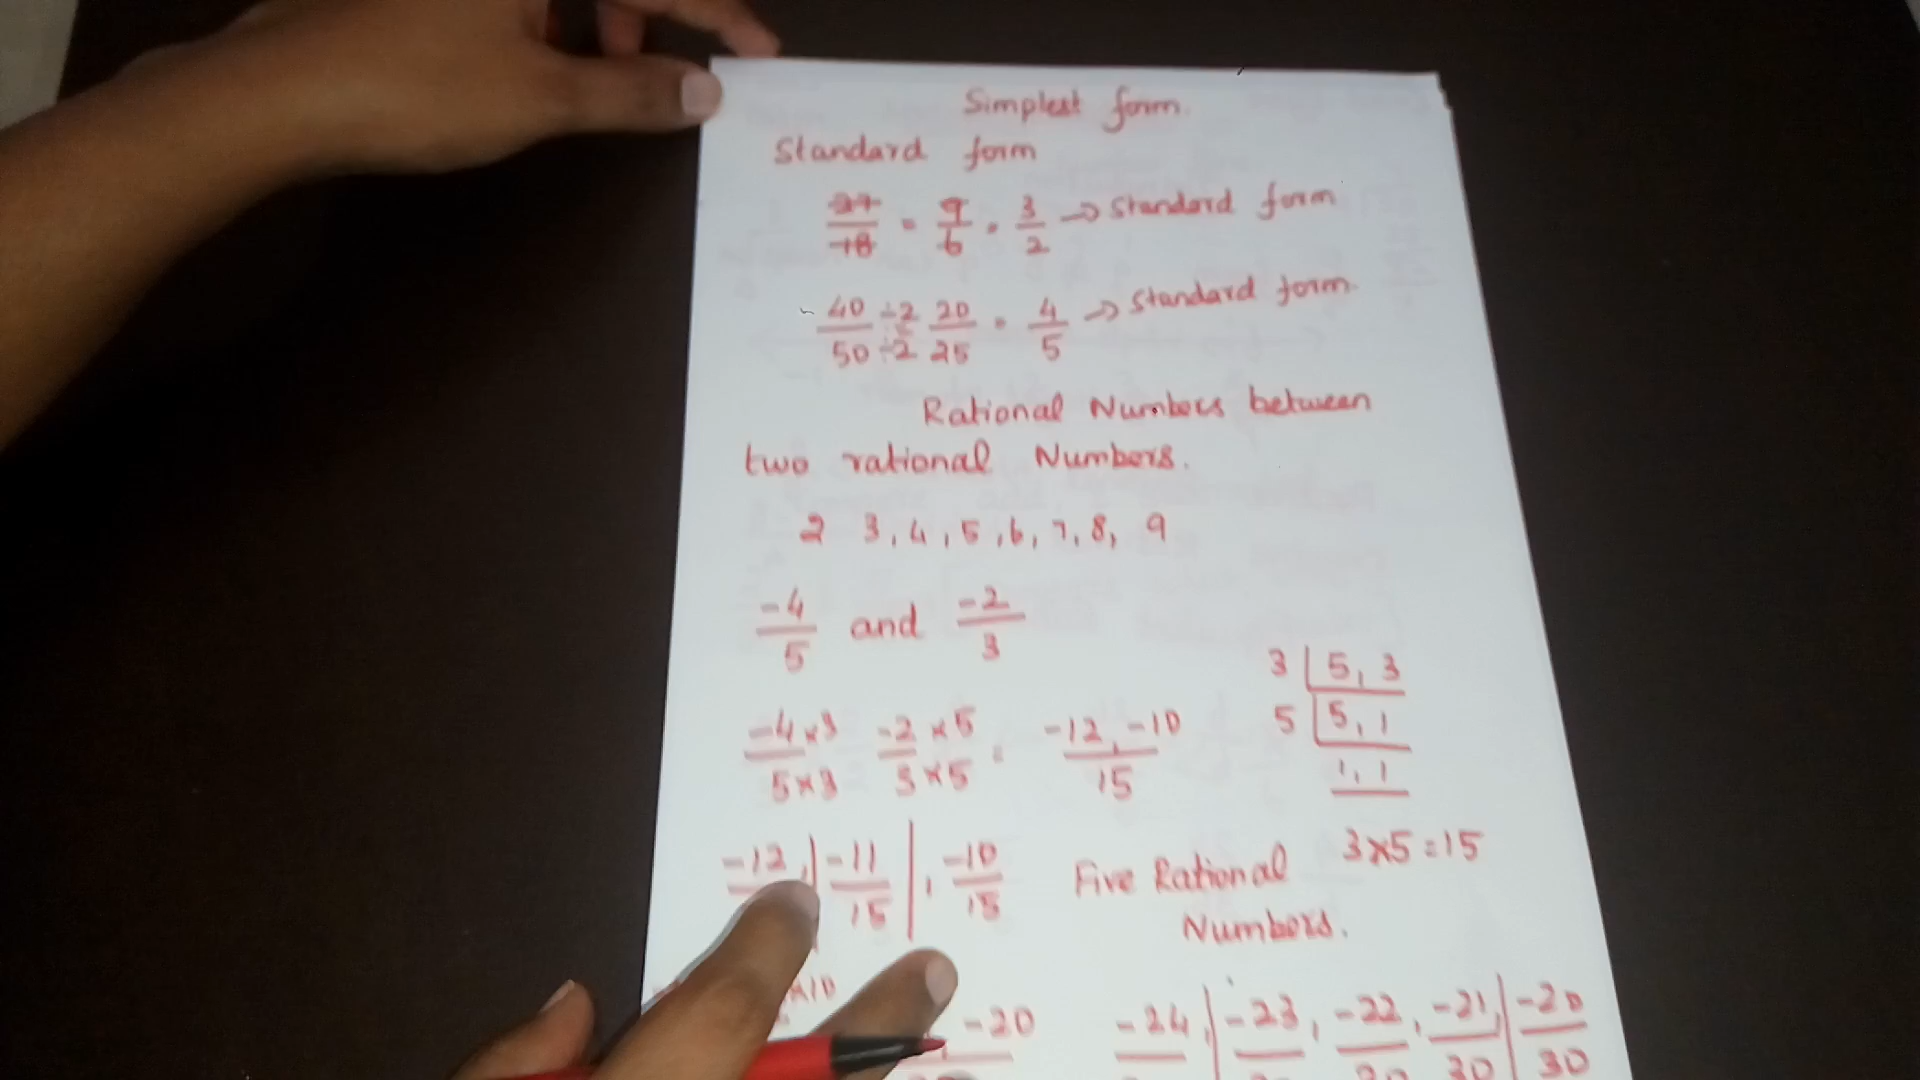 Simplest form.
Standard form
27/18 = 9/6 = 3/2 → Standard form
40/50 ÷2/÷2 = 20/25 = 4/5 → Standard form.
Rational Numbers between
two rational Numbers.
2 3, 4, 5, 6, 7, 8, 9
-4/5 and -2/3
3 | 5, 3
5 | 5, 1
1, 1
-4×3/5×3 -2×5/3×5 = -12, -10/15
3×5=15
-12, | -11/15 | , -10/15
Five Rational
Numbers.
×10
-20
-24, | -23, -22, -21/30, | -20/30